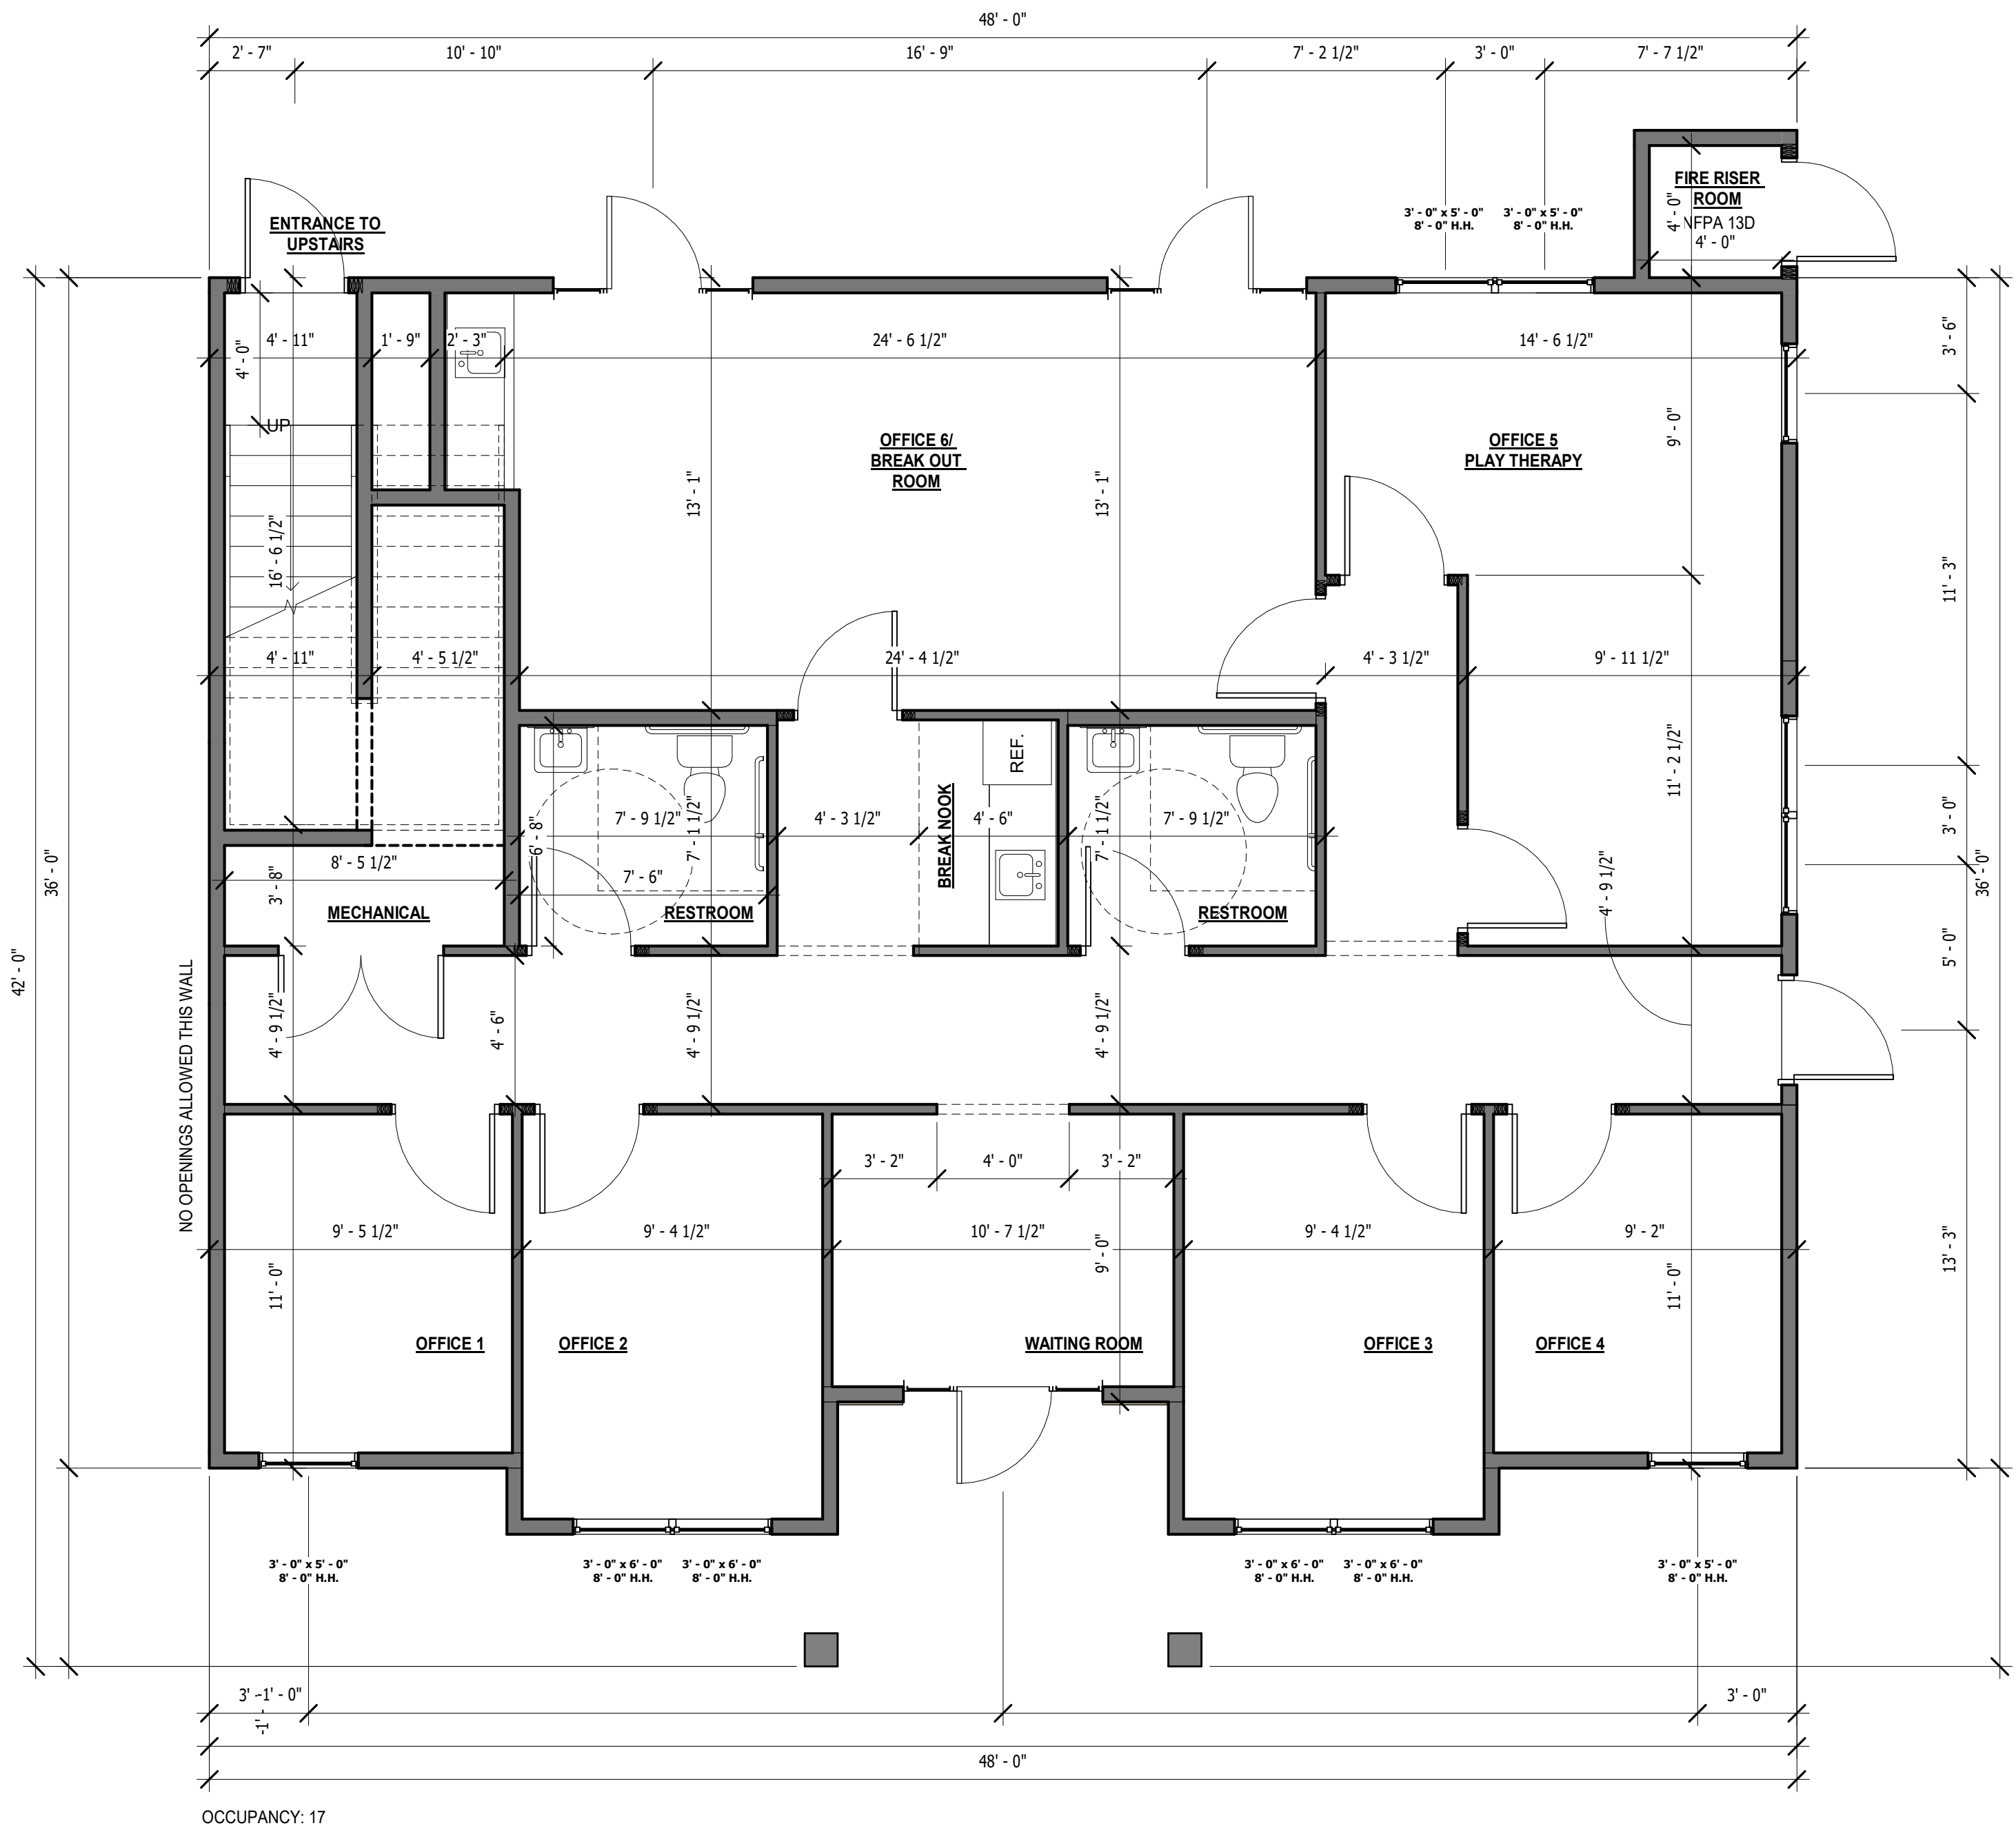 48' - 0"
2' - 7"
10' - 10"
16' - 9"
7' - 2 1/2"
3' - 0"
7' - 7 1/2"
ENTRANCE TO
UPSTAIRS
3' - 0" x 5' - 0"
8' - 0" H.H.
3' - 0" x 5' - 0"
8' - 0" H.H.
FIRE RISER
ROOM
NFPA 13D
4' - 0"
4' - 0"
4' - 11"
1' - 9"
2' - 3"
24' - 6 1/2"
14' - 6 1/2"
3' - 6"
4' - 0"
UP
OFFICE 6/
BREAK OUT
ROOM
OFFICE 5
PLAY THERAPY
9' - 0"
13' - 1"
13' - 1"
16' - 6 1/2"
11' - 3"
4' - 11"
4' - 5 1/2"
24' - 4 1/2"
4' - 3 1/2"
9' - 11 1/2"
11' - 2 1/2"
REF.
7' - 9 1/2"
7' - 1 1/2"
6' - 8"
4' - 3 1/2"
4' - 6"
BREAK NOOK
7' - 1 1/2"
7' - 9 1/2"
3' - 0"
36' - 0"
8' - 5 1/2"
3' - 8"
7' - 6"
4' - 9 1/2"
36' - 0"
MECHANICAL
RESTROOM
RESTROOM
5' - 0"
42' - 0"
NO OPENINGS ALLOWED THIS WALL
4' - 9 1/2"
4' - 6"
4' - 9 1/2"
4' - 9 1/2"
3' - 2"
4' - 0"
3' - 2"
9' - 5 1/2"
9' - 4 1/2"
10' - 7 1/2"
9' - 0"
9' - 4 1/2"
9' - 2"
13' - 3"
11' - 0"
11' - 0"
OFFICE 1
OFFICE 2
WAITING ROOM
OFFICE 3
OFFICE 4
3' - 0" x 5' - 0"
8' - 0" H.H.
3' - 0" x 6' - 0"
8' - 0" H.H.
3' - 0" x 6' - 0"
8' - 0" H.H.
3' - 0" x 6' - 0"
8' - 0" H.H.
3' - 0" x 6' - 0"
8' - 0" H.H.
3' - 0" x 5' - 0"
8' - 0" H.H.
3' - 0"
48' - 0"
OCCUPANCY: 17